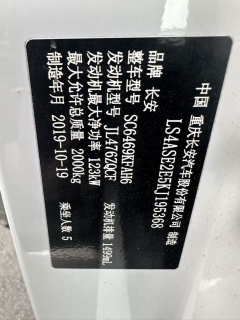 中国 重庆长安汽车股份有限公司 制造
LS4ASE2E5KJ195368
品牌 长安
整车型号 SC6469KFAH6
发动机型号 JL476ZQCF
发动机最大净功率 123kW 发动机排量 1499mL
最大允许总质量 2000kg
制造年月 2019-10-19 乘坐人数 5